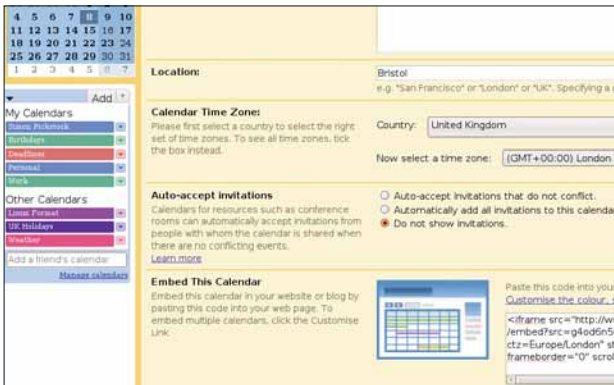 4 5 6 7 8 9 10
11 12 13 14 15 16 17
18 19 20 21 22 23 24
25 26 27 28 29 30 31
1 2 3 4 5 6 7
Add +
My Calendars
Simon Pickstock
Birthdays
Deadlines
Personal
Work
Other Calendars
Linux Format
UK Holidays
Weather
Add a friend's calendar
Manage calendars
Location:
Bristol
e.g. "San Francisco" or "London" or "UK". Specifying a
Calendar Time Zone:
Please first select a country to select the right
set of time zones. To see all time zones, tick
the box instead.
Country: United Kingdom
Now select a time zone: (GMT+00:00) London
Auto-accept invitations
Calendars for resources such as conference
rooms can automatically accept invitations from
people with whom the calendar is shared when
there are no conflicting events.
Learn more
Auto-accept invitations that do not conflict.
Automatically add all invitations to this calenda
Do not show invitations.
Embed This Calendar
Embed this calendar in your website or blog by
pasting this code into your web page. To
embed multiple calendars, click the Customise
Link
Paste this code into your
Customise the colour,
<iframe src="http://w
/embed?src=g4od6n5
ctz=Europe/London" st
frameborder="0" scrol